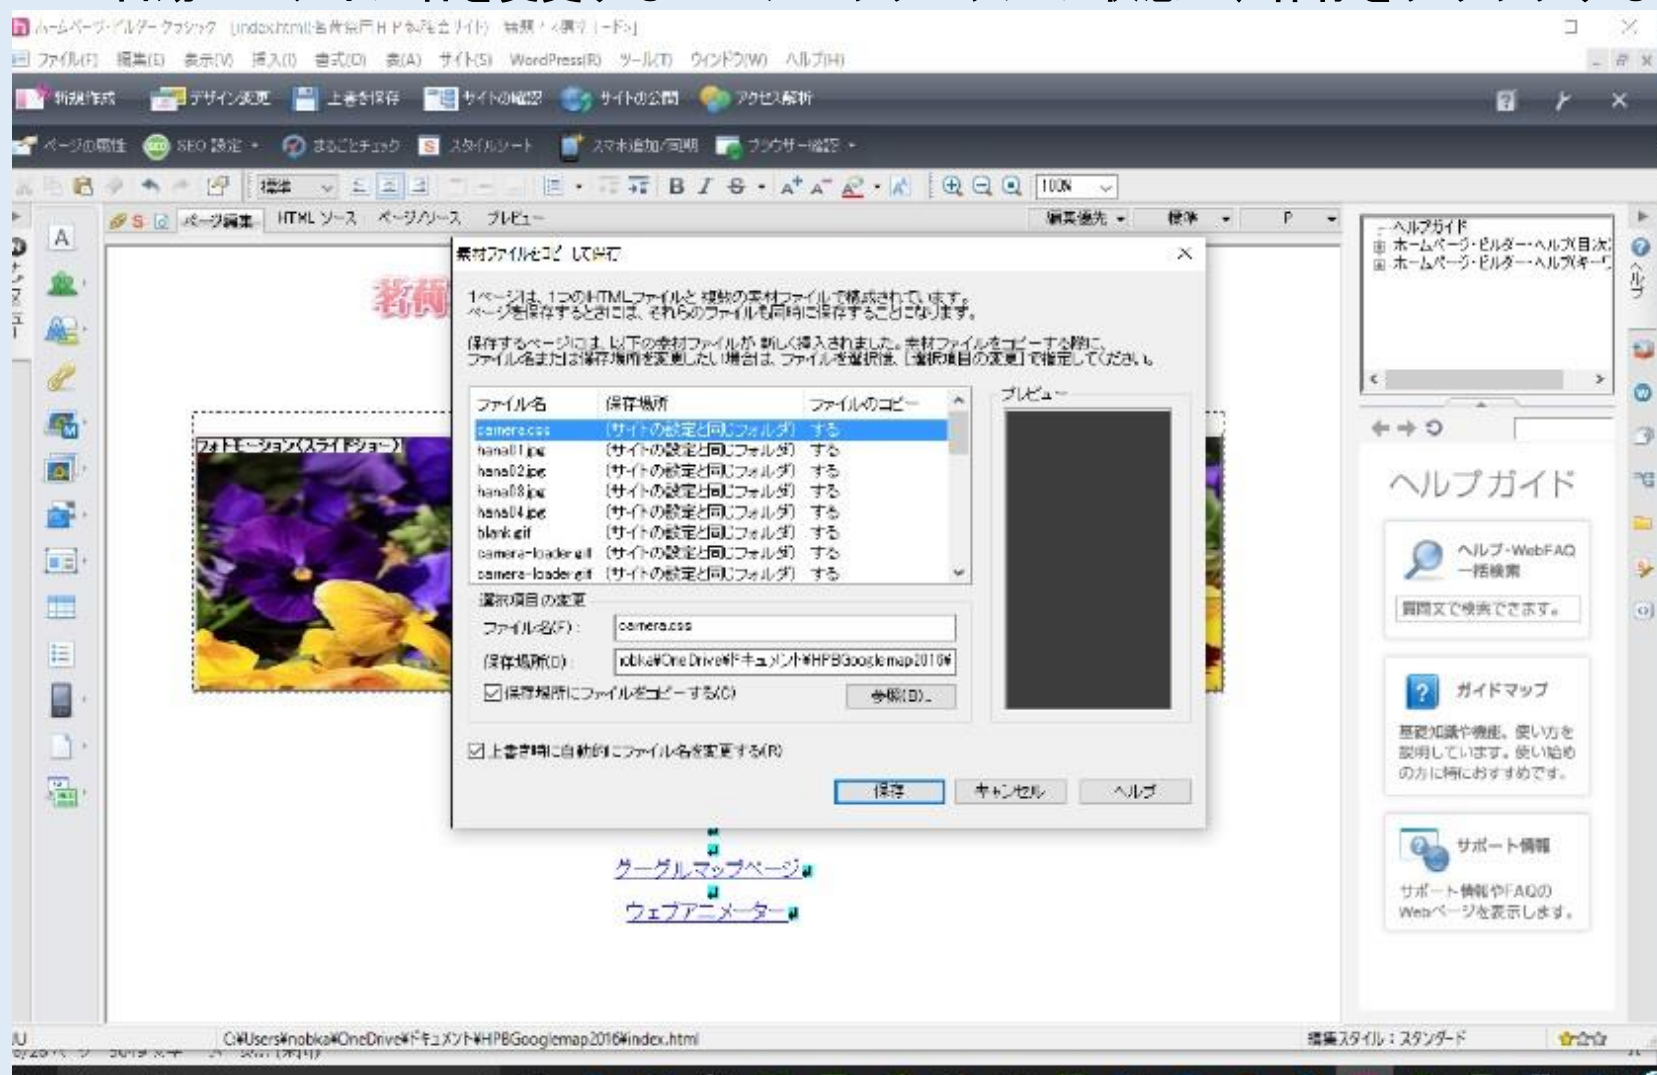 ホームページ・ビルダー クラシック
ファイル(F) 編集(E) 表示(V) 挿入(I) 書式(O) 表(A) サイト(S) WordPress(R) ツール(T) ウィンドウ(W) ヘルプ(H)
新規作成 デザイン変更 上書き保存 サイトの確認 サイトの公開 アクセス解析
ページの属性 SEO 設定 まるごとチェック スタイルシート スマホ追加/同期 ブラウザー確認
標準 100%
ページ編集 HTML ソース ページ/ソース プレビュー 編集優先 標準 P
ヘルプガイド
ホームページ・ビルダー・ヘルプ(目次)
ホームページ・ビルダー・ヘルプ(キーワ
ヘルプ
素材ファイルをコピーして保存
1ページは、1つのHTMLファイルと複数の素材ファイルで構成されています。
ページを保存するときには、それらのファイルも同時に保存することになります。
保存するページには、以下の素材ファイルが新しく挿入されました。素材ファイルをコピーする際に、
ファイル名または保存場所を変更したい場合は、ファイルを選択後、[選択項目の変更]で指定してください。
ファイル名 保存場所 ファイルのコピー
camera.css (サイトの設定と同じフォルダ) する
hana01.jpg (サイトの設定と同じフォルダ) する
hana02.jpg (サイトの設定と同じフォルダ) する
hana03.jpg (サイトの設定と同じフォルダ) する
hana04.jpg (サイトの設定と同じフォルダ) する
blank.gif (サイトの設定と同じフォルダ) する
camera-loader.gif (サイトの設定と同じフォルダ) する
camera-loader.gif (サイトの設定と同じフォルダ) する
プレビュー
選択項目の変更
ファイル名(F): camera.css
保存場所(D): nobka¥OneDrive¥ドキュメント¥HPBGooglemap2016¥
保存場所にファイルをコピーする(C) 参照(B)...
上書き時に自動的にファイル名を変更する(R)
保存 キャンセル ヘルプ
フォトモーション(スライドショー)
グーグルマップページ
ウェブアニメーター
ヘルプガイド
ヘルプ・WebFAQ
一括検索
質問文で検索できます。
ガイドマップ
基礎知識や機能、使い方を
説明しています。使い始め
の方に特におすすめです。
サポート情報
サポート情報やFAQの
Webページを表示します。
C:¥Users¥nobka¥OneDrive¥ドキュメント¥HPBGooglemap2016¥index.html 編集スタイル:スタンダード